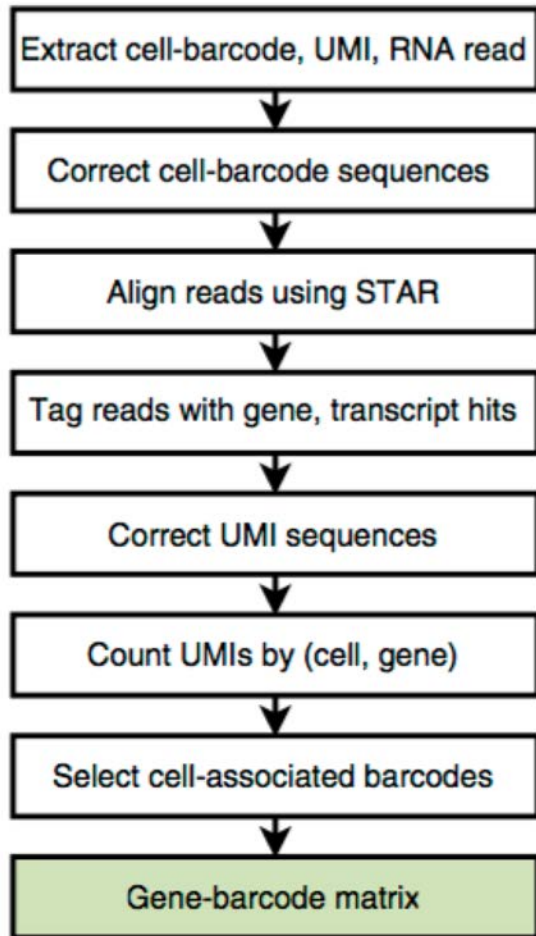 Extract cell-barcode, UMI, RNA read
Correct cell-barcode sequences
Align reads using STAR
Tag reads with gene, transcript hits
Correct UMI sequences
Count UMIs by (cell, gene)
Select cell-associated barcodes
Gene-barcode matrix